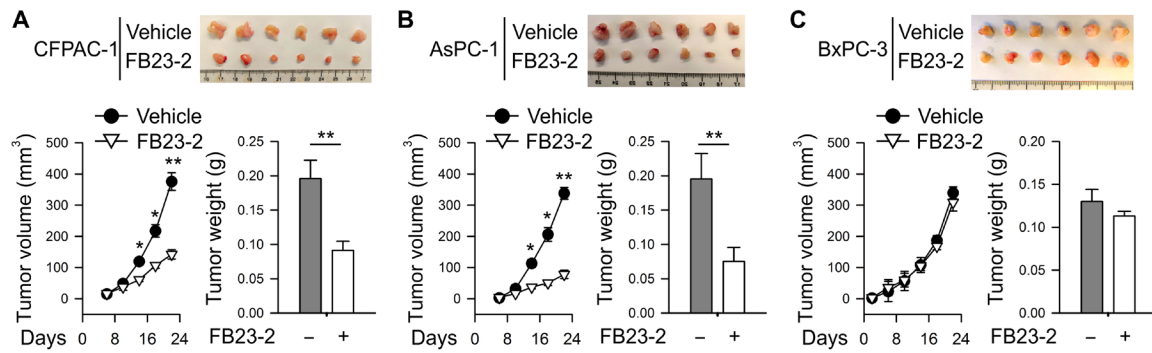 A
CFPAC-1
Vehicle
FB23-2
Vehicle
FB23-2
Tumor volume (mm³)
500
400
300
200
100
0
*
*
**
Days 0 8 16 24
Tumor weight (g)
0.25
0.20
0.15
0.10
0.05
0.00
**
FB23-2 – +
B
AsPC-1
Vehicle
FB23-2
Vehicle
FB23-2
Tumor volume (mm³)
500
400
300
200
100
0
*
*
**
Days 0 8 16 24
Tumor weight (g)
0.25
0.20
0.15
0.10
0.05
0.00
**
FB23-2 – +
C
BxPC-3
Vehicle
FB23-2
Vehicle
FB23-2
Tumor volume (mm³)
500
400
300
200
100
0
Days 0 8 16 24
Tumor weight (g)
0.20
0.15
0.10
0.05
0.00
FB23-2 – +